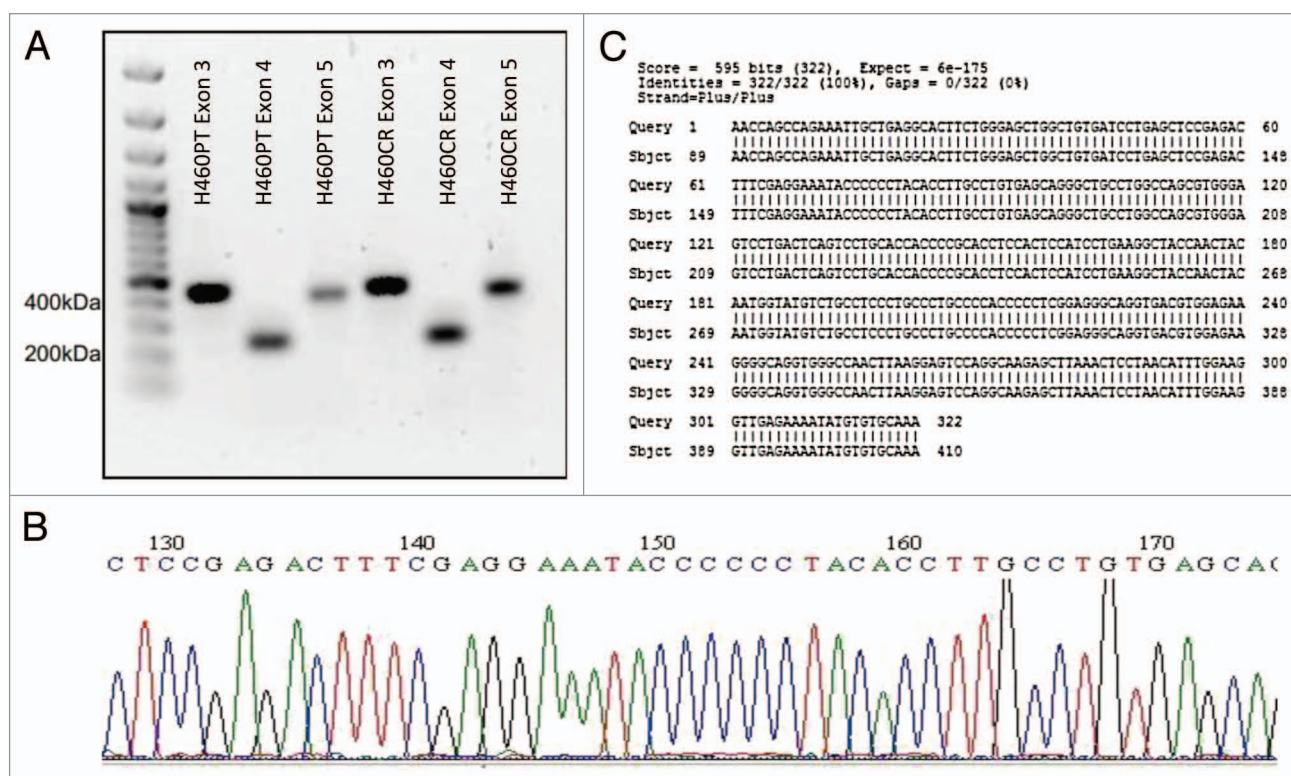 A
H460PT Exon 3
H460PT Exon 4
H460PT Exon 5
H460CR Exon 3
H460CR Exon 4
H460CR Exon 5
400kDa
200kDa
C
Score = 595 bits (322), Expect = 6e-175
Identities = 322/322 (100%), Gaps = 0/322 (0%)
Strand=Plus/Plus
Query 1 AACCAGCCAGAAATTGCTGAGGCACTTCTGGGAGCTGGCTGTGATCCTGAGCTCCGAGAC 60
Sbjct 89 AACCAGCCAGAAATTGCTGAGGCACTTCTGGGAGCTGGCTGTGATCCTGAGCTCCGAGAC 148
Query 61 TTTCGAGGAAATACCCCCCTACACCTTGCCTGTGAGCAGGGCTGCCTGGCCAGCGTGGGA 120
Sbjct 149 TTTCGAGGAAATACCCCCCTACACCTTGCCTGTGAGCAGGGCTGCCTGGCCAGCGTGGGA 208
Query 121 GTCCTGACTCAGTCCTGCACCACCCCGCACCTCCACTCCATCCTGAAGGCTACCAACTAC 180
Sbjct 209 GTCCTGACTCAGTCCTGCACCACCCCGCACCTCCACTCCATCCTGAAGGCTACCAACTAC 268
Query 181 AATGGTATGTCTGCCTCCCTGCCCTGCCCCACCCCCTCGGAGGGCAGGTGACGTGGAGAA 240
Sbjct 269 AATGGTATGTCTGCCTCCCTGCCCTGCCCCACCCCCTCGGAGGGCAGGTGACGTGGAGAA 328
Query 241 GGGGCAGGTGGGCCAACTTAAGGAGTCCAGGCAAGAGCTTAAACTCCTAACATTTGGAAG 300
Sbjct 329 GGGGCAGGTGGGCCAACTTAAGGAGTCCAGGCAAGAGCTTAAACTCCTAACATTTGGAAG 388
Query 301 GTTGAGAAAATATGTGTGCAAA 322
Sbjct 389 GTTGAGAAAATATGTGTGCAAA 410
B
130 140 150 160 170
C T C C G A G A C T T T C G A G G A A A T A C C C C C C T A C A C C T T G C C T G T G A G C A